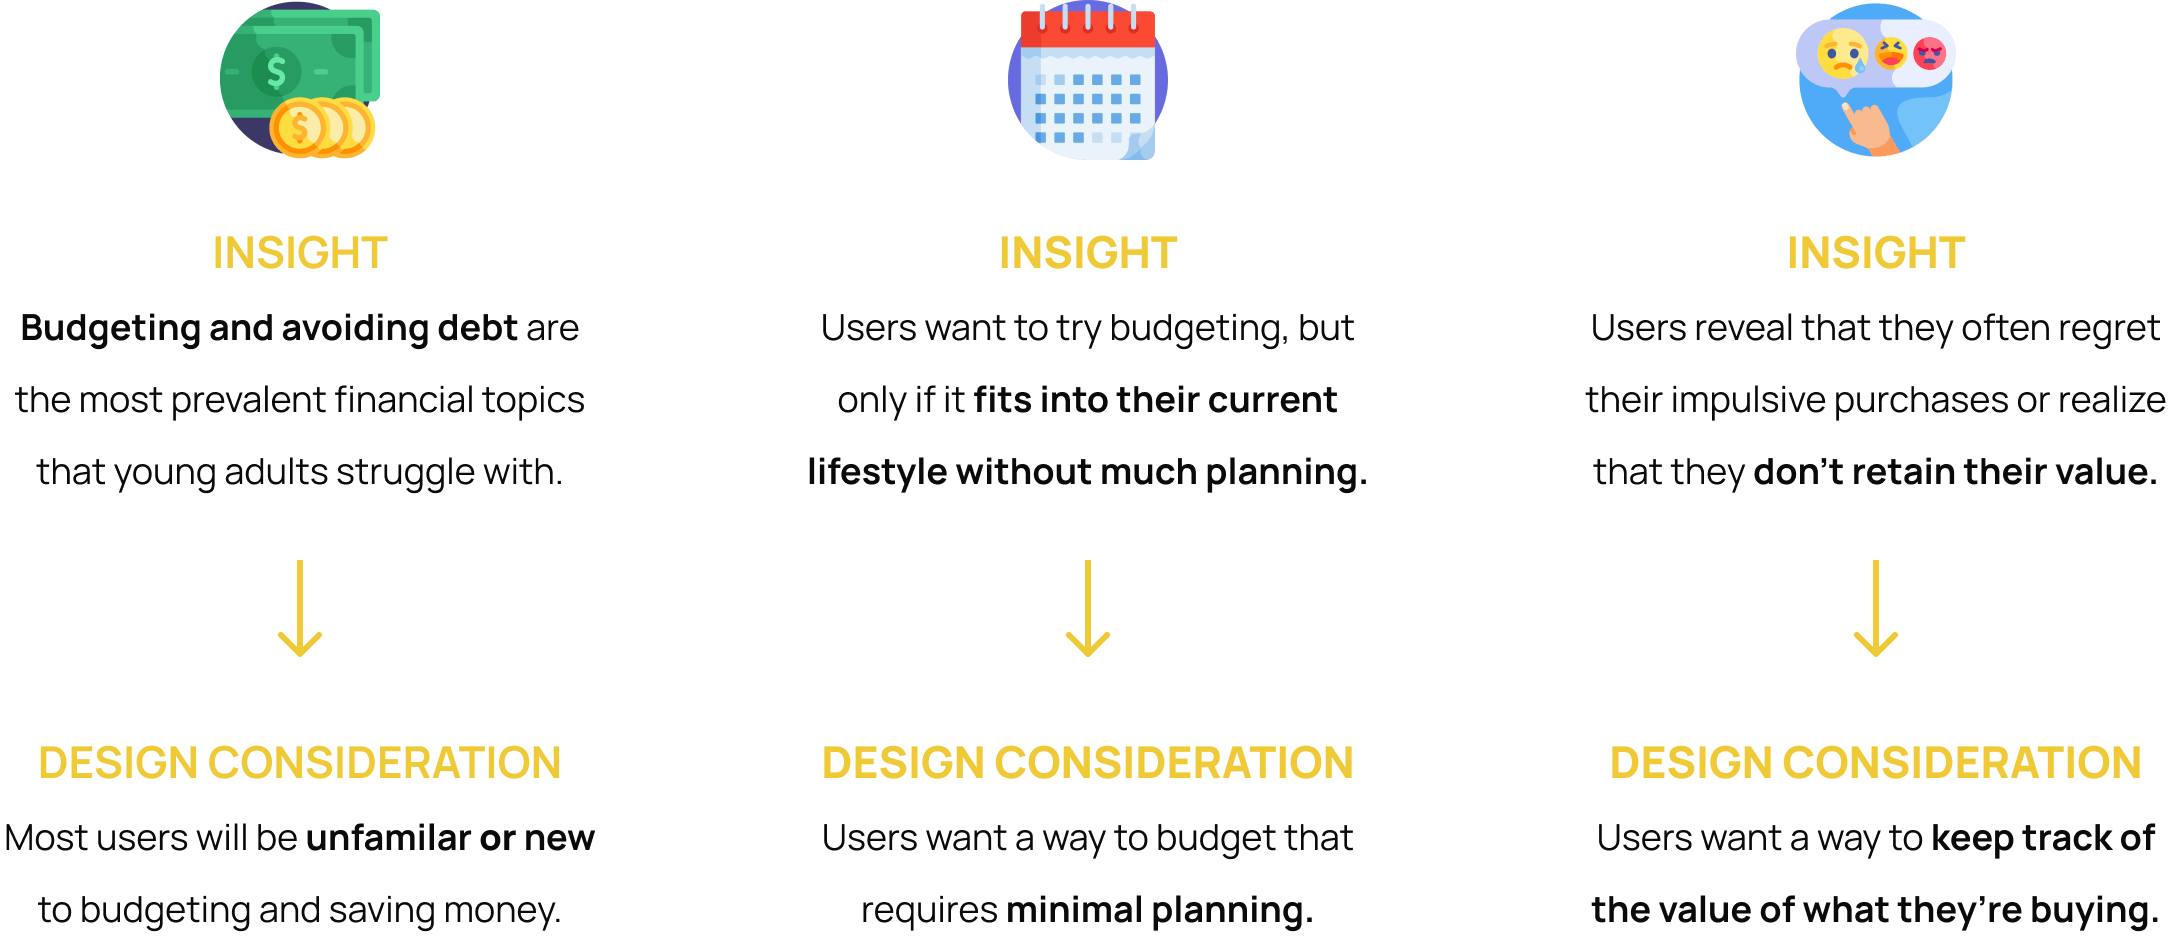 INSIGHT
Budgeting and avoiding debt are
the most prevalent financial topics
that young adults struggle with.
DESIGN CONSIDERATION
Most users will be unfamilar or new
to budgeting and saving money.
INSIGHT
Users want to try budgeting, but
only if it fits into their current
lifestyle without much planning.
DESIGN CONSIDERATION
Users want a way to budget that
requires minimal planning.
INSIGHT
Users reveal that they often regret
their impulsive purchases or realize
that they don’t retain their value.
DESIGN CONSIDERATION
Users want a way to keep track of
the value of what they’re buying.